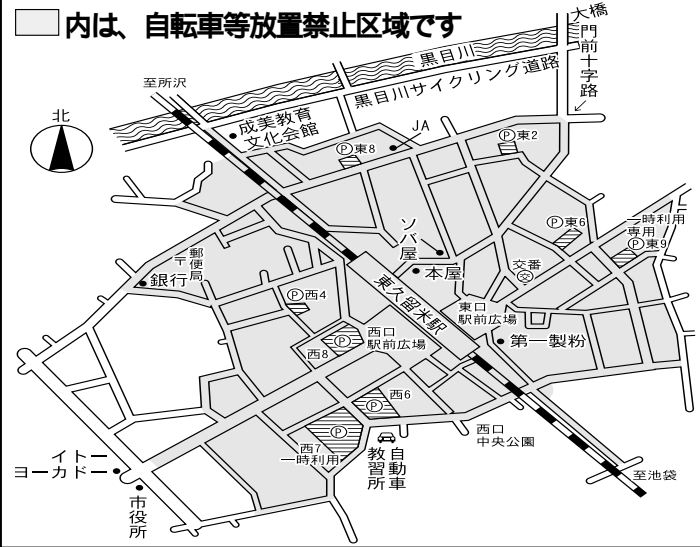 内は、自転車等放置禁止区域です
大橋
大門前十字路
黒目川
黒目川サイクリング道路
至所沢
北
成美教育
文化会館
JA
P東8
P東2
P東6
一時利用
専用
P東9
ソバ屋
本屋
交番
交
郵便局
〒
銀行
東久留米駅
東口
駅前広場
第一製粉
P西4
西口
駅前広場
P
西8
P
西6
P
西7
一時利用
自動車
教習所
西口
中央公園
イトー
ヨーカドー
市役所
至池袋